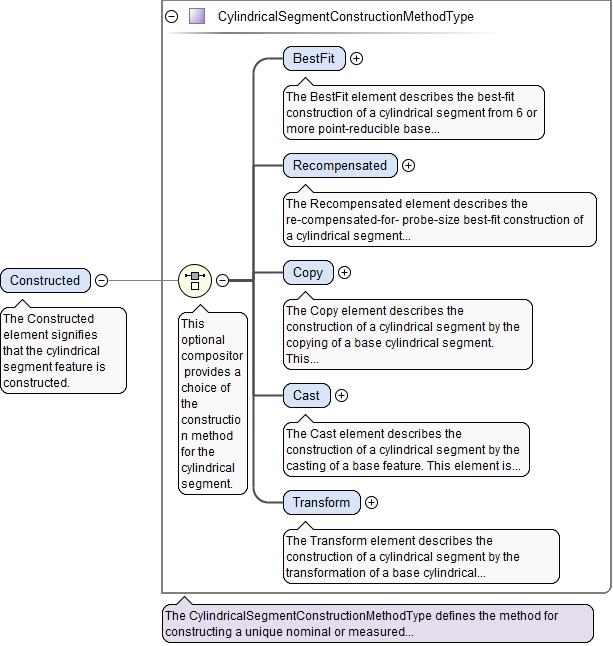 CylindricalSegmentConstructionMethodType
BestFit
The BestFit element describes the best-fit
construction of a cylindrical segment from 6 or
more point-reducible base...
Recompensated
The Recompensated element describes the
re-compensated-for- probe-size best-fit construction of
a cylindrical segment...
Constructed
The Constructed
element signifies
that the cylindrical
segment feature is
constructed.
This
optional
compositor
provides a
choice of
the
constructio
n method
for the
cylindrical
segment.
Copy
The Copy element describes the
construction of a cylindrical segment by the
copying of a base cylindrical segment.
This...
Cast
The Cast element describes the
construction of a cylindrical segment by the
casting of a base feature. This element is...
Transform
The Transform element describes the
construction of a cylindrical segment by the
transformation of a base cylindrical...
The CylindricalSegmentConstructionMethodType defines the method for
constructing a unique nominal or measured...